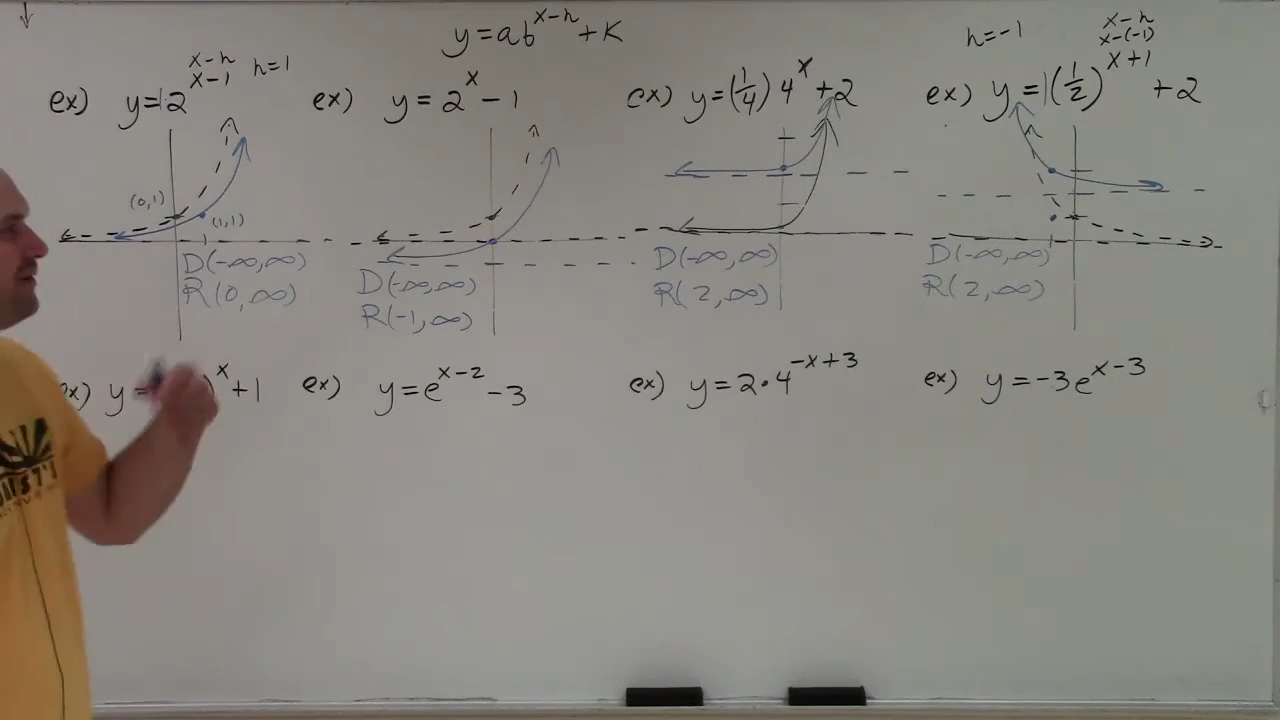 y=ab^{x-h}+K
h=-1
x-h
x-(-1)
x-h
x-1 h=1
ex) y=12
ex) y=2^x-1
ex) y=(1/4)4^x+2
ex) y=1(1/2)^{x+1}+2
(0,1)
(1,1)
D(-∞,∞)
R(0,∞)
D(-∞,∞)
R(-1,∞)
D(-∞,∞)
R(2,∞)
D(-∞,∞)
R(2,∞)
ex) y= )^x+1
ex) y=e^{x-2}-3
ex) y=2·4^{-x+3}
ex) y=-3e^{x-3}